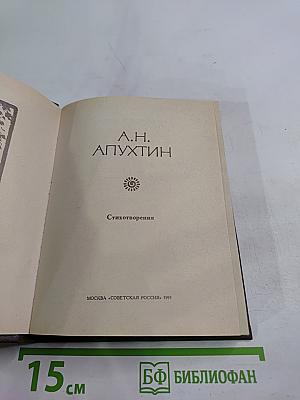 А.Н.
АПУХТИН
Стихотворения
МОСКВА «СОВЕТСКАЯ РОССИЯ»
15 см
БФ БИБЛИОФАН